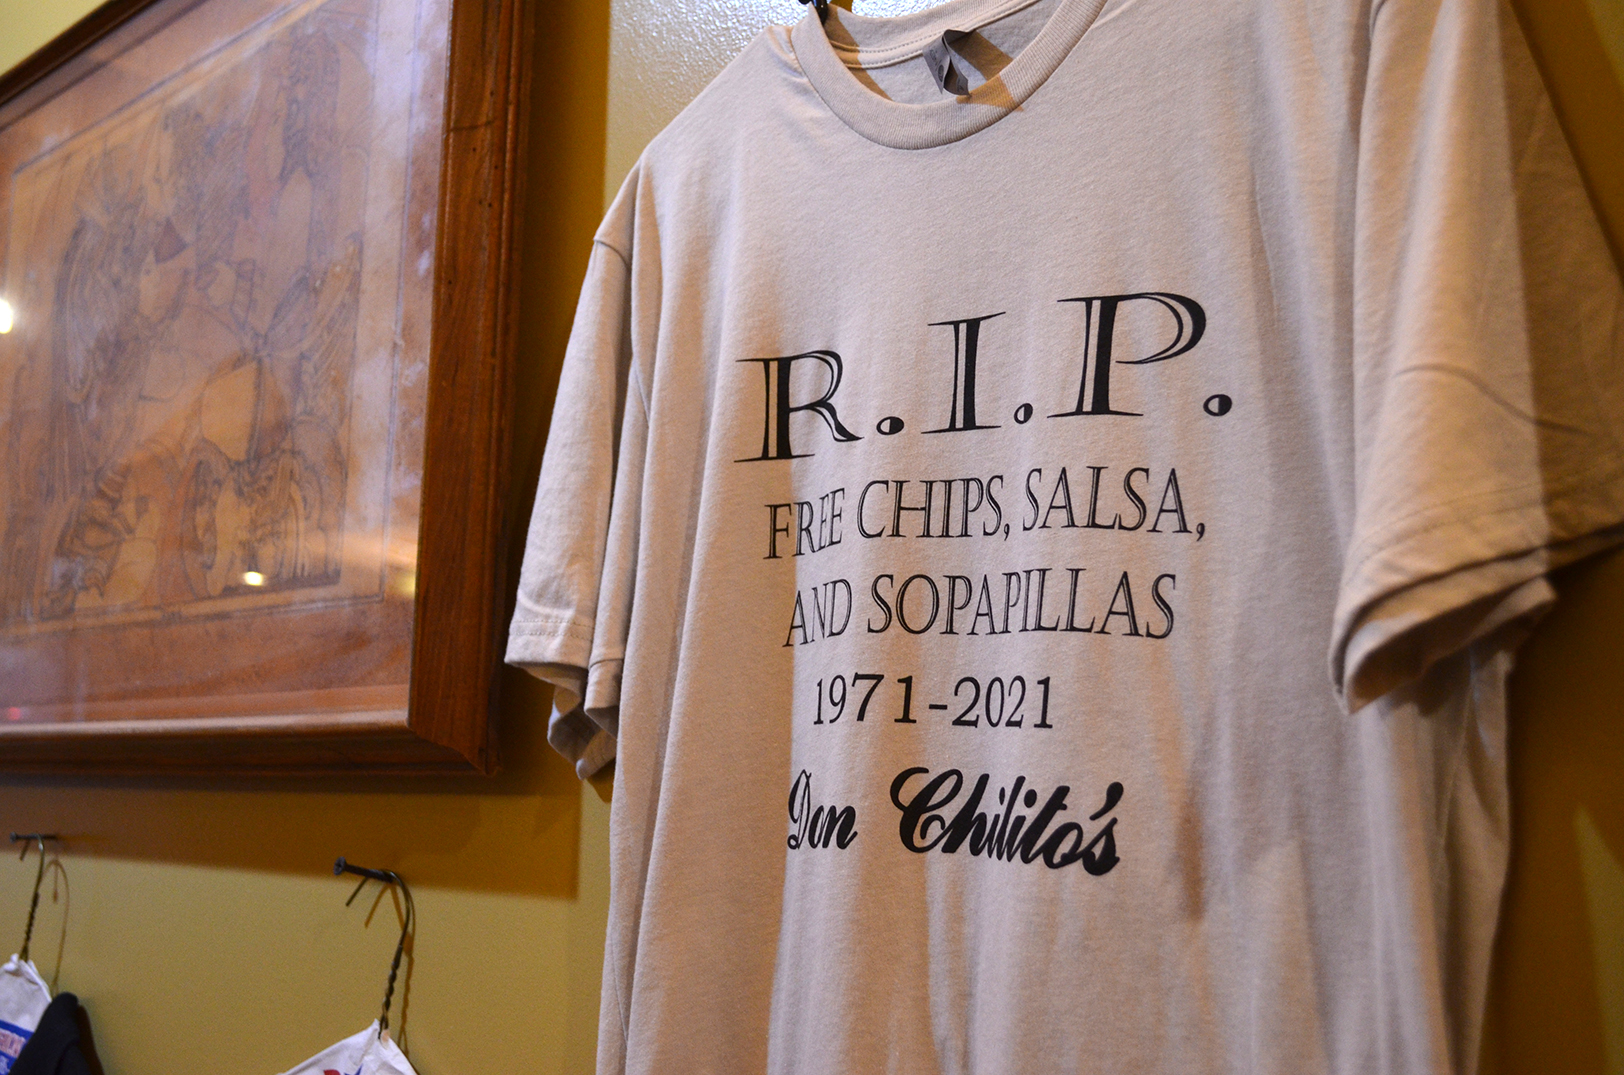 R.I.P.
FREE CHIPS, SALSA,
AND SOPAPILLAS
1971-2021
Don Chilito's